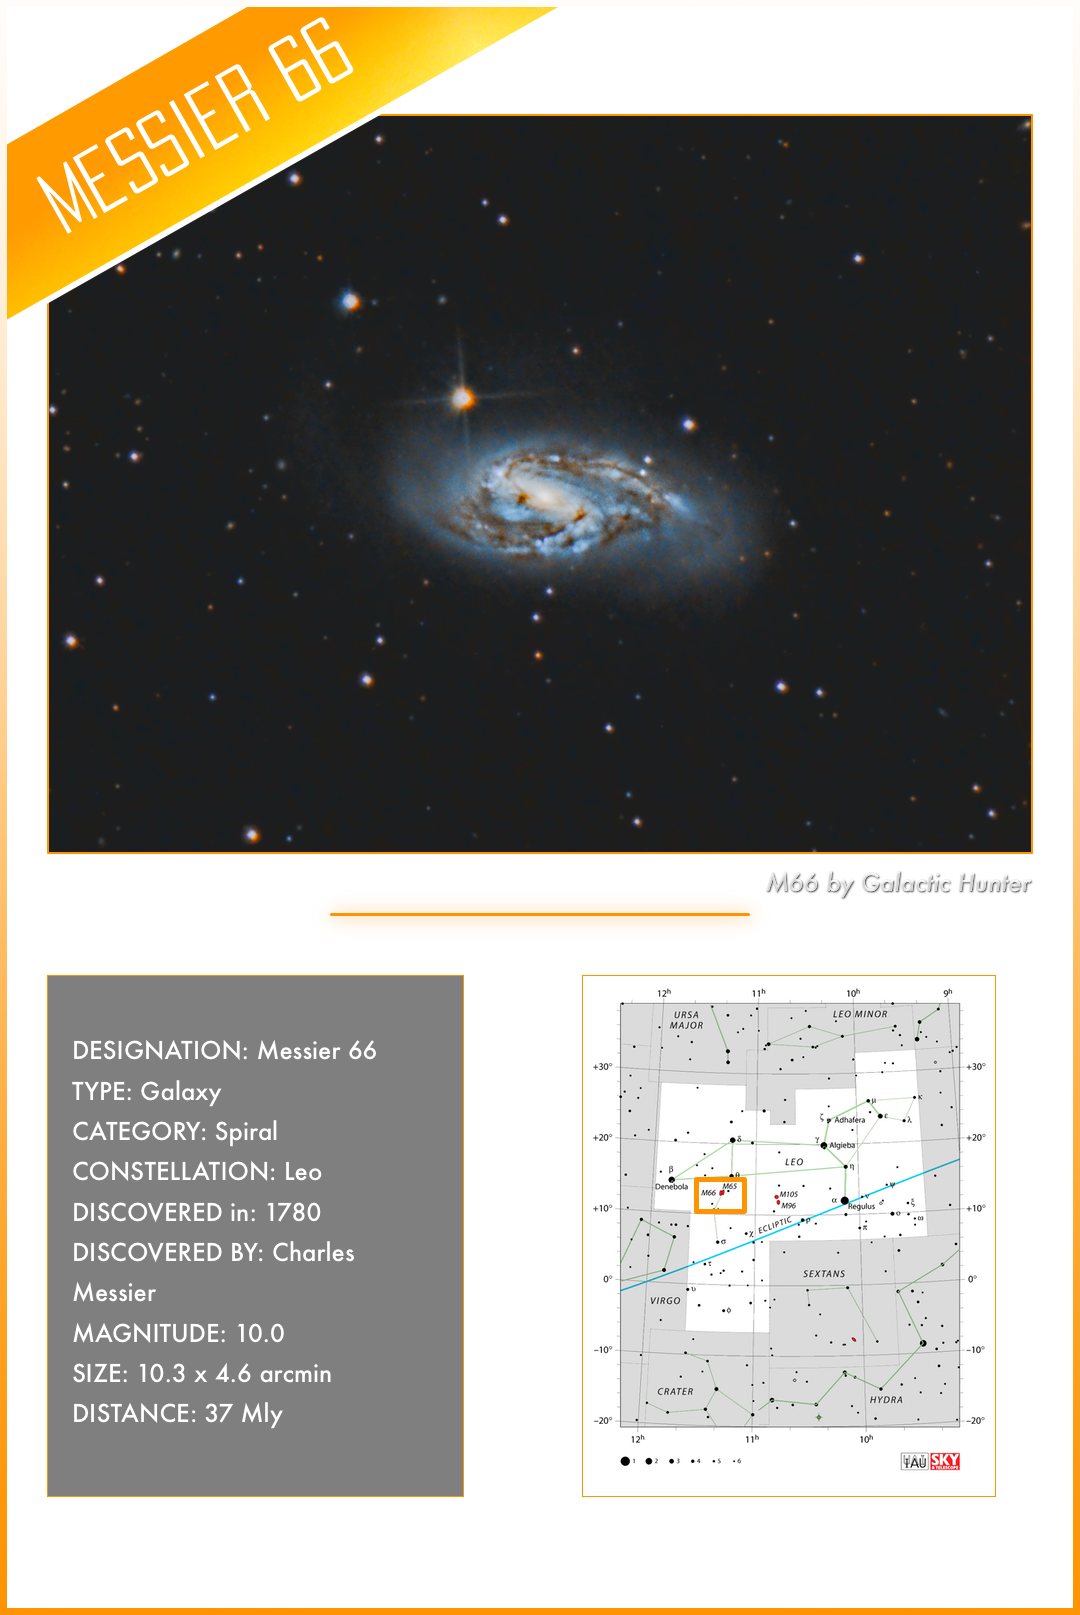 MESSIER 66
M66 by Galactic Hunter
DESIGNATION: Messier 66
TYPE: Galaxy
CATEGORY: Spiral
CONSTELLATION: Leo
DISCOVERED in: 1780
DISCOVERED BY: Charles
Messier
MAGNITUDE: 10.0
SIZE: 10.3 x 4.6 arcmin
DISTANCE: 37 Mly
12h 11h 10h 9h
URSA
MAJOR
LEO MINOR
+30° +30°
μ κ
ζ Adhafera ε λ
+20° +20°
δ γ Algieba
LEO η
β θ
Denebola
M66 M65
M105
M96
α Regulus ν ψ
ξ
+10° +10°
ο ω
π
ρ
ECLIPTIC
χ
σ
τ
0° 0°
SEXTANS
υ
VIRGO
φ
−10° −10°
CRATER
HYDRA
−20° −20°
12h 11h 10h
1 2 3 4 5 6
IAU SKY